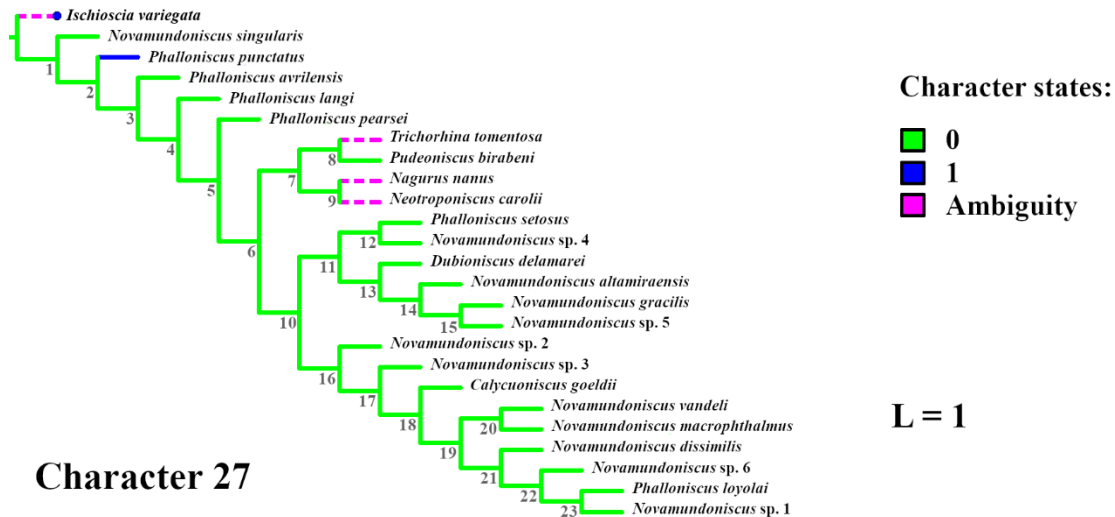 Ischioscia variegata
Novamundoniscus singularis
Phalloniscus punctatus
1
Phalloniscus avrilensis
2
Phalloniscus langi
3
Phalloniscus pearsei
4
Trichorhina tomentosa
Pudeoniscus birabeni
8
Nagurus nanus
7
5
Neotroponiscus carolii
9
Phalloniscus setosus
Novamundoniscus sp. 4
12
6
Dubioniscus delamarei
11
Novamundoniscus altamiraensis
13
Novamundoniscus gracilis
14
10
Novamundoniscus sp. 5
15
Novamundoniscus sp. 2
Novamundoniscus sp. 3
16
Calycuoniscus goeldii
17
Novamundoniscus vandeli
18
Novamundoniscus macrophthalmus
20
Novamundoniscus dissimilis
19
Novamundoniscus sp. 6
21
Phalloniscus loyolai
22
Novamundoniscus sp. 1
23
Character states:
0
1
Ambiguity
L = 1
Character 27